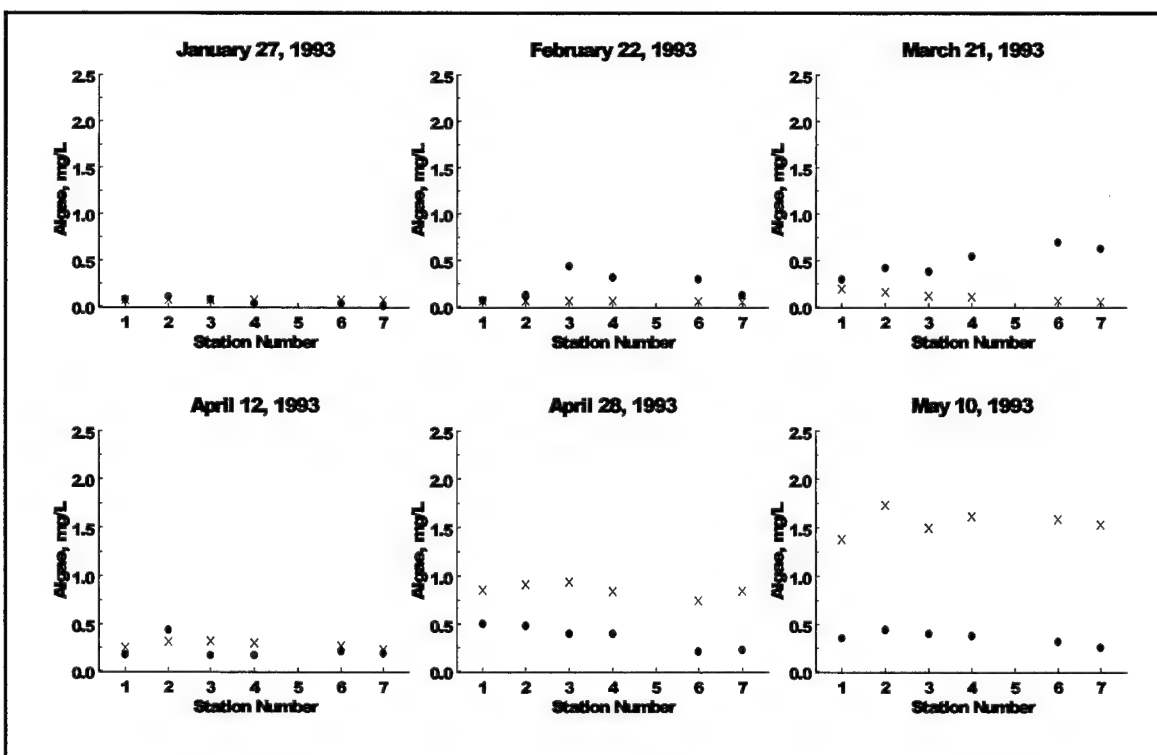 January 27, 1993
2.5
2.0
1.5
1.0
0.5
0.0
Algae, mg/L
1 2 3 4 5 6 7
Station Number
February 22, 1993
2.5
2.0
1.5
1.0
0.5
0.0
Algae, mg/L
1 2 3 4 5 6 7
Station Number
March 21, 1993
2.5
2.0
1.5
1.0
0.5
0.0
Algae, mg/L
1 2 3 4 5 6 7
Station Number
April 12, 1993
2.5
2.0
1.5
1.0
0.5
0.0
Algae, mg/L
1 2 3 4 5 6 7
Station Number
April 28, 1993
2.5
2.0
1.5
1.0
0.5
0.0
Algae, mg/L
1 2 3 4 5 6 7
Station Number
May 10, 1993
2.5
2.0
1.5
1.0
0.5
0.0
Algae, mg/L
1 2 3 4 5 6 7
Station Number